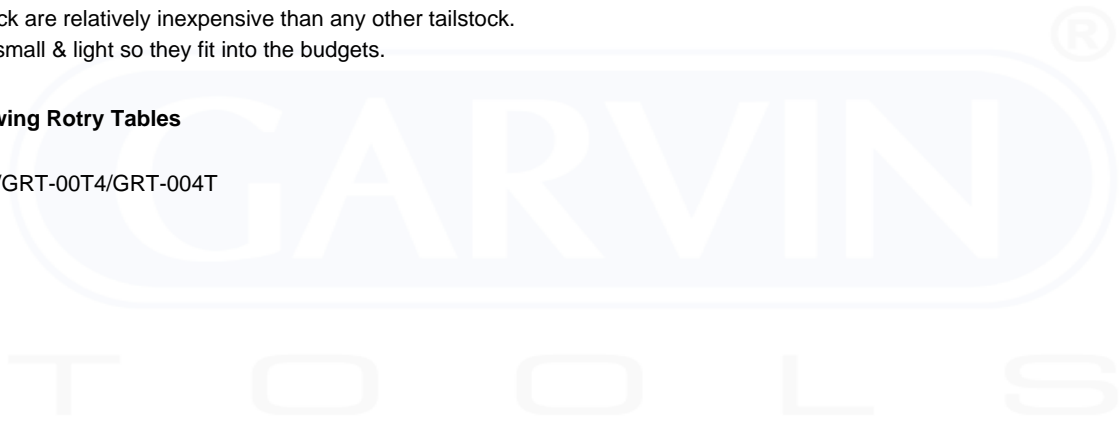 ck are relatively inexpensive than any other tailstock.
small & light so they fit into the budgets.
wing Rotry Tables
/GRT-00T4/GRT-004T
GARVIN®
TOOLS